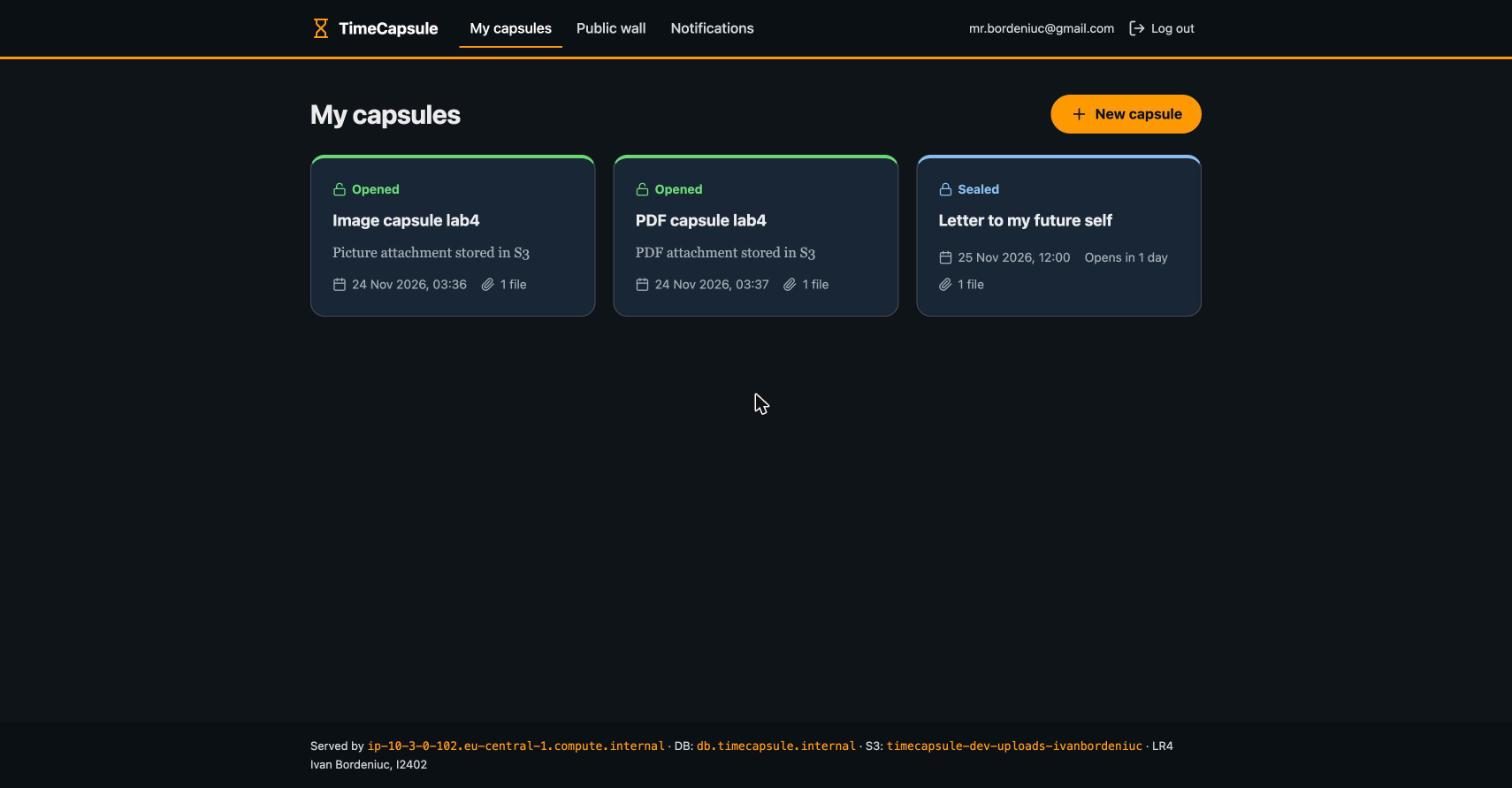 TimeCapsule My capsules Public wall Notifications mr.bordeniuc@gmail.com Log out
My capsules
+ New capsule
Opened
Image capsule lab4
Picture attachment stored in S3
24 Nov 2026, 03:36 1 file
Opened
PDF capsule lab4
PDF attachment stored in S3
24 Nov 2026, 03:37 1 file
Sealed
Letter to my future self
25 Nov 2026, 12:00 Opens in 1 day
1 file
Served by ip-10-3-0-102.eu-central-1.compute.internal · DB: db.timecapsule.internal · S3: timecapsule-dev-uploads-ivanbordeniuc · LR4
Ivan Bordeniuc, I2402